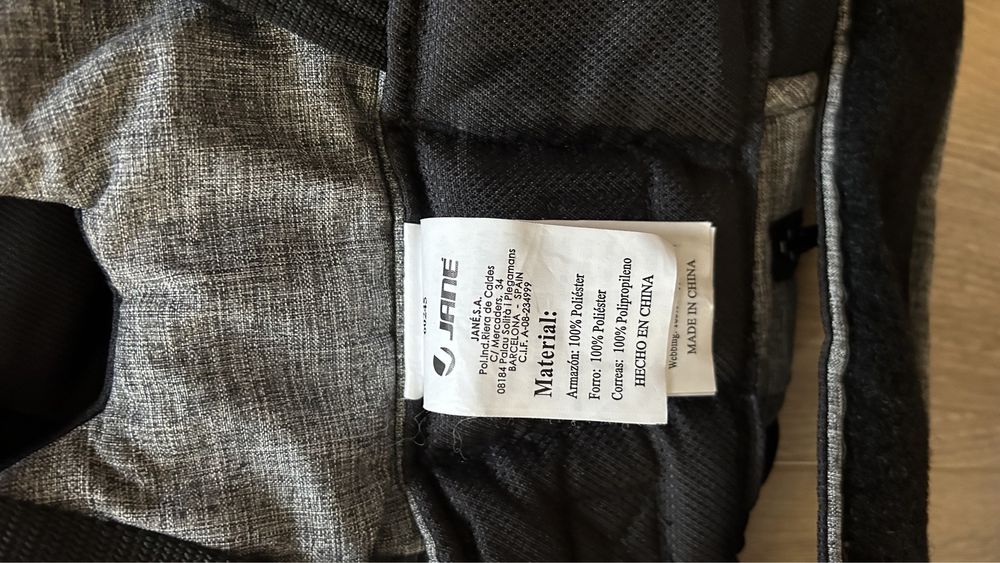 JANÉ
JANÉ,S.A.
Pol.Ind.Riera de Caldes
C/ Mercaders, 34
08184 Palau Solità i Plegamans
BARCELONA - SPAIN
C.I.F. A-08-234999
Material:
Armazón: 100% Poliéster
Forro: 100% Poliéster
Correas: 100% Polipropileno
HECHO EN CHINA
Webbing:
MADE IN CHINA